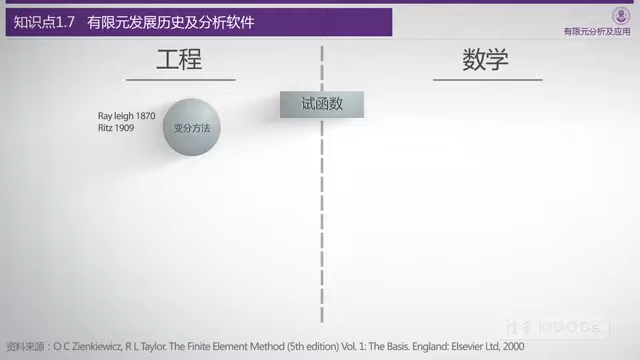 知识点1.7 有限元发展历史及分析软件
有限元分析及应用
工程
数学
试函数
Ray leigh 1870
Ritz 1909
变分方法
MOOCs
资料来源：O C Zienkiewicz, R L Taylor. The Finite Element Method (5th edition) Vol. 1: The Basis. England: Elsevier Ltd, 2000